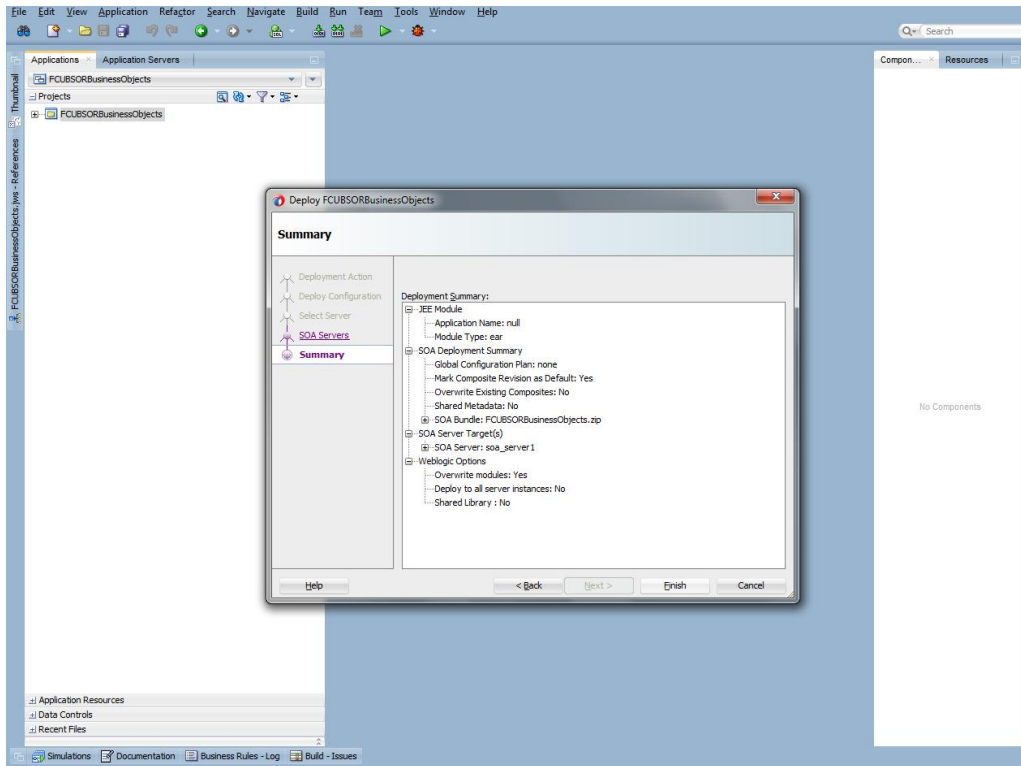 File Edit View Application Refactor Search Navigate Build Run Team Tools Window Help
Search
Applications Application Servers
Compon... Resources
FCUBSORBusinessObjects
Projects
FCUBSORBusinessObjects
Thumbnail
FCUBSORBusinessObjects.jws - References
Deploy FCUBSORBusinessObjects
Summary
Deployment Action
Deploy Configuration
Select Server
SOA Servers
Summary
Deployment Summary:
JEE Module
Application Name: null
Module Type: ear
SOA Deployment Summary
Global Configuration Plan: none
Mark Composite Revision as Default: Yes
Overwrite Existing Composites: No
Shared Metadata: No
SOA Bundle: FCUBSORBusinessObjects.zip
SOA Server Target(s)
SOA Server: soa_server1
Weblogic Options
Overwrite modules: Yes
Deploy to all server instances: No
Shared Library : No
Help < Back Next > Finish Cancel
No Components
Application Resources
Data Controls
Recent Files
Simulations Documentation Business Rules - Log Build - Issues